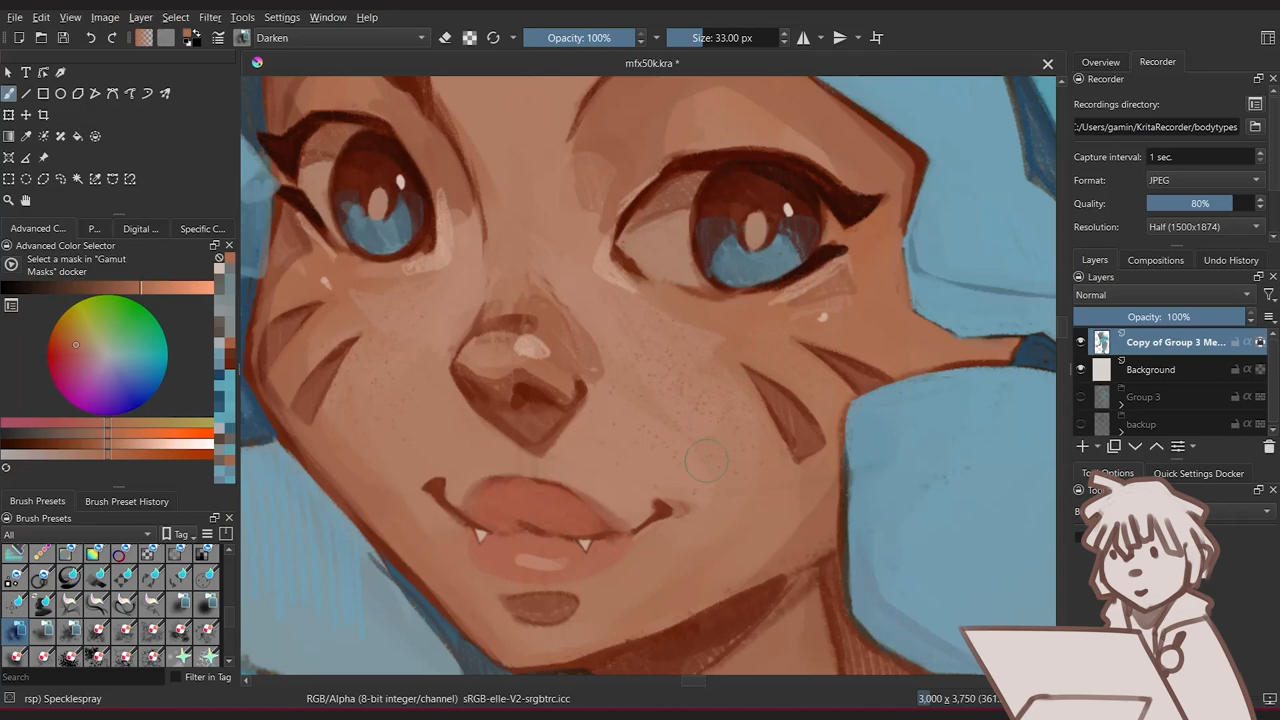 File Edit View Image Layer Select Filter Tools Settings Window Help
Darken
Opacity: 100%
Size: 33.00 px
mfx50k.kra *
Overview Recorder
Recorder
Recordings directory:
:/Users/gamin/KritaRecorder/bodytypes
Capture interval: 1 sec.
Format: JPEG
Quality: 80%
Resolution: Half (1500x1874)
Advanced C... P... Digital ... Specific C...
Advanced Color Selector
Select a mask in "Gamut
Masks" docker
Layers Compositions Undo History
Layers
Normal
Opacity: 100%
Copy of Group 3 Me...
Background
Group 3
backup
Tool Options Quick Settings Docker
Brush Presets Brush Preset History
Brush Presets
All
Tag
Search
Filter in Tag
rsp) Specklespray
RGB/Alpha (8-bit integer/channel) sRGB-elle-V2-srgbtrc.icc
3,000 x 3,750 (361.